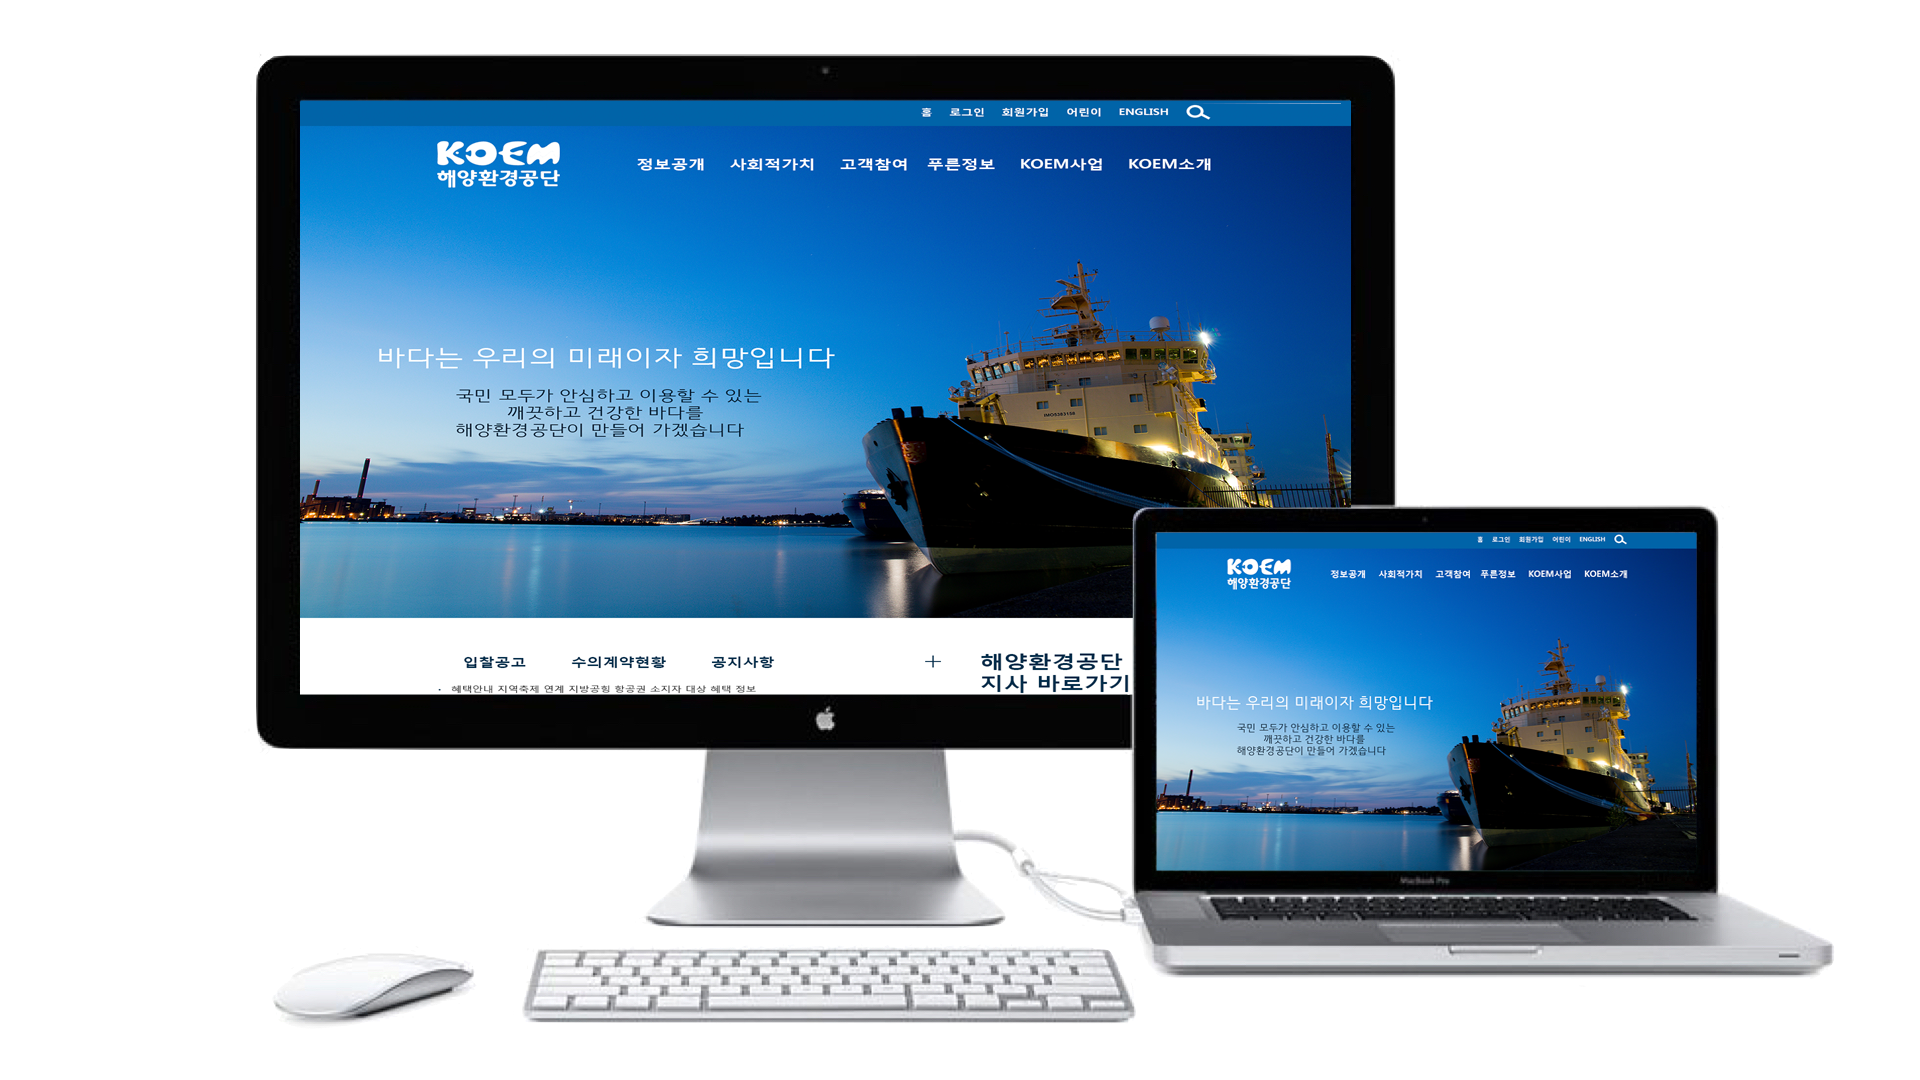 홈 로그인 회원가입 어린이 ENGLISH
KOEM
해양환경공단
정보공개 사회적가치 고객참여 푸른정보 KOEM사업 KOEM소개
바다는 우리의 미래이자 희망입니다
국민 모두가 안심하고 이용할 수 있는
깨끗하고 건강한 바다를
해양환경공단이 만들어 가겠습니다
입찰공고 수의계약현황 공지사항 +
해양환경공단
지사 바로가기
• 혜택안내 지역축제 연계 지방공항 항공권 소지자 대상 혜택 정보
홈 로그인 회원가입 어린이 ENGLISH
KOEM
해양환경공단
정보공개 사회적가치 고객참여 푸른정보 KOEM사업 KOEM소개
바다는 우리의 미래이자 희망입니다
국민 모두가 안심하고 이용할 수 있는
깨끗하고 건강한 바다를
해양환경공단이 만들어 가겠습니다
MacBook Pro